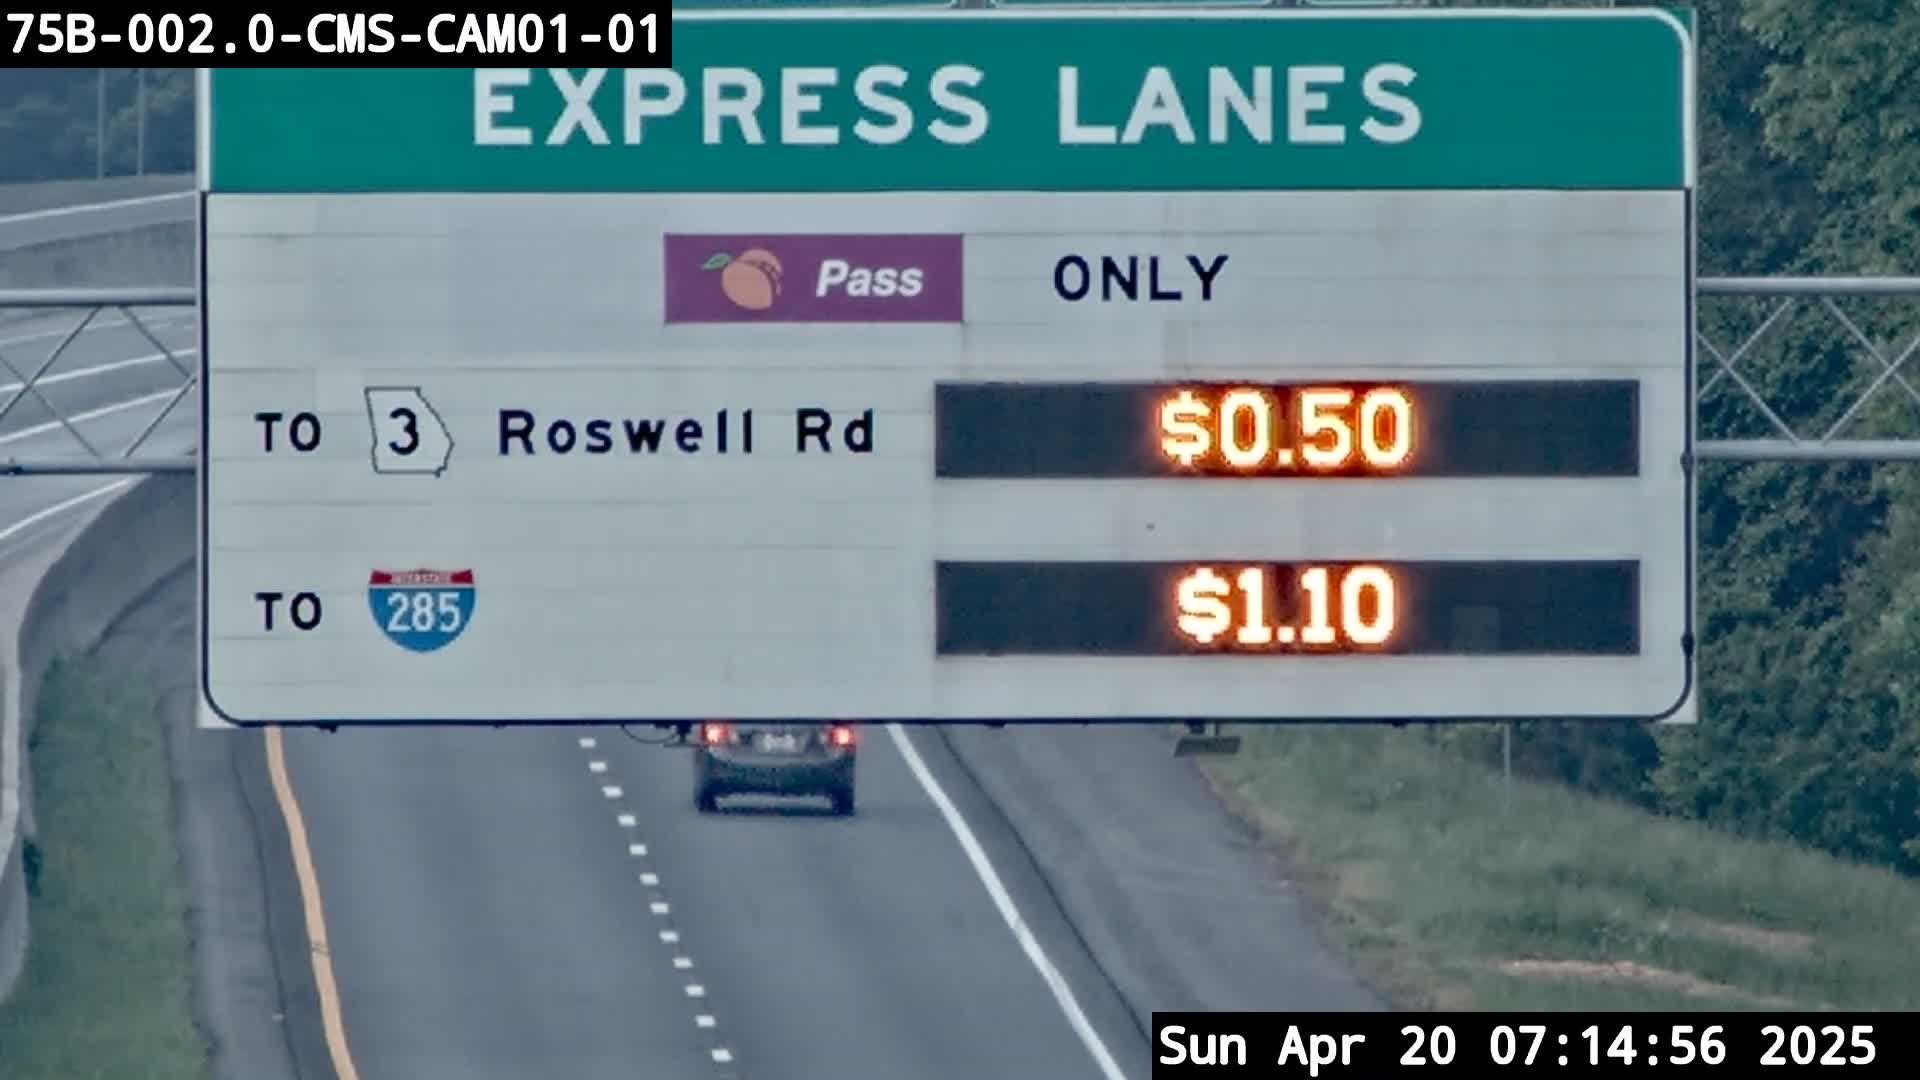 75B-002.0-CMS-CAM01-01
EXPRESS LANES
Pass ONLY
TO 3 Roswell Rd $0.50
TO 285 $1.10
Sun Apr 20 07:14:56 2025